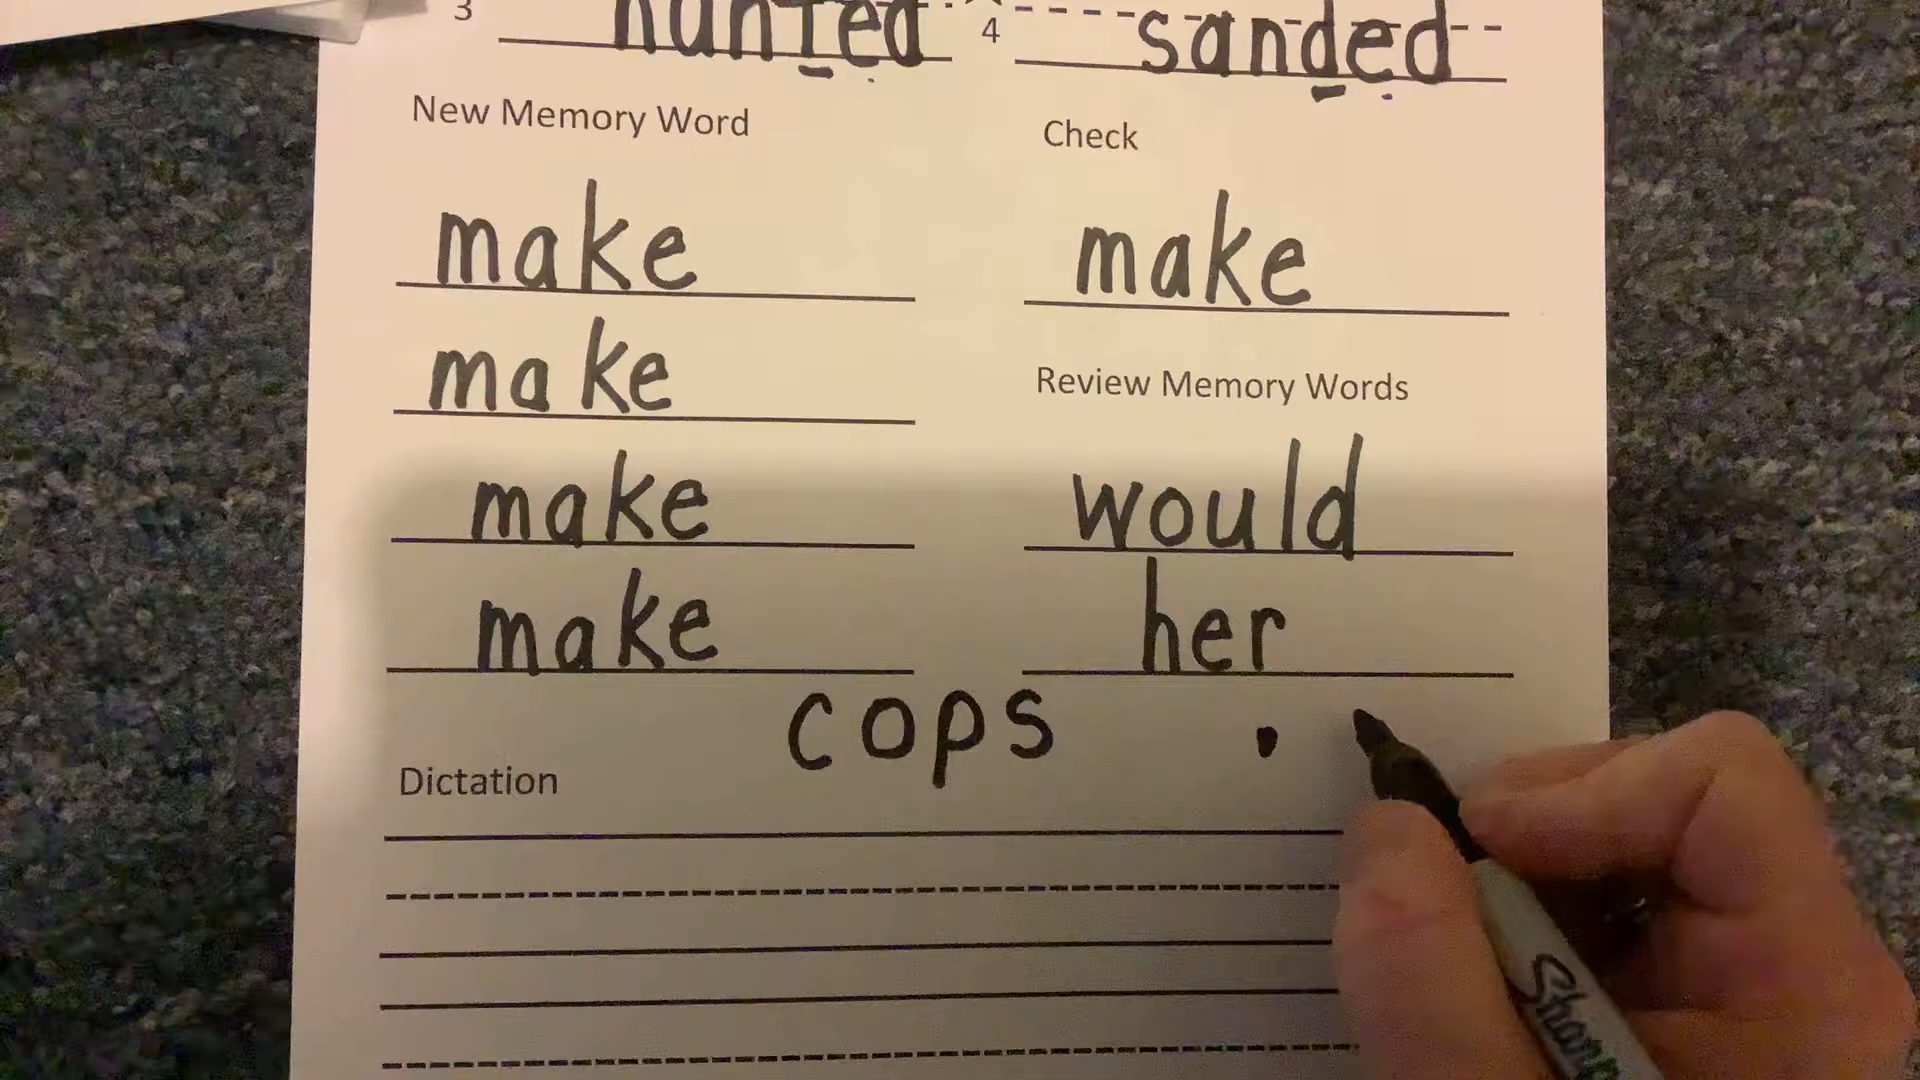 3 hunted 4 sanded
New Memory Word
Check
make
make
make
Review Memory Words
make
would
make
her
cops .
Dictation
Sharpie